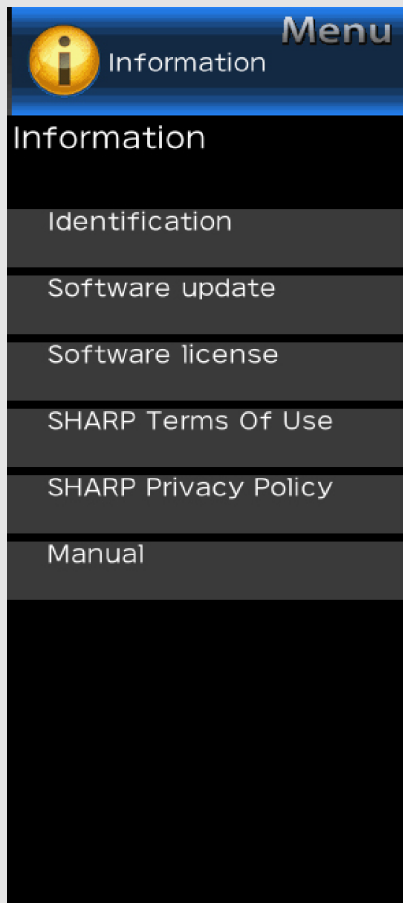 Menu
Information
Information
Identification
Software update
Software license
SHARP Terms Of Use
SHARP Privacy Policy
Manual